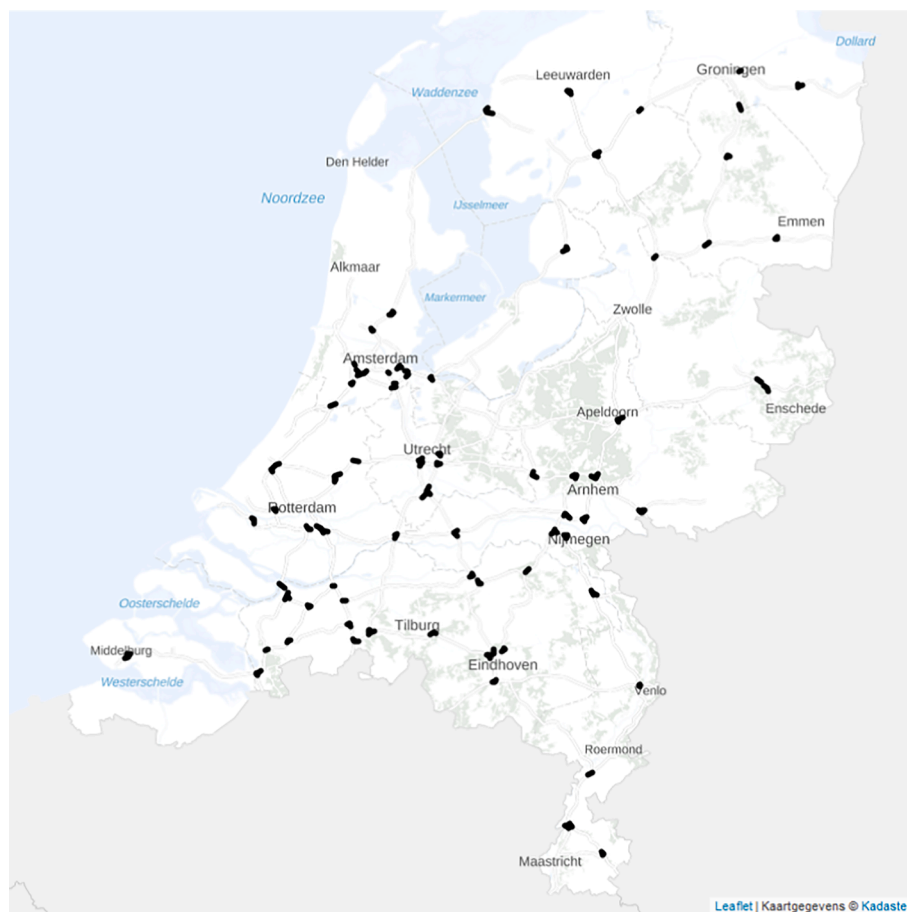 Dollard
Groningen
Leeuwarden
Waddenzee
Den Helder
Noordzee
IJsselmeer
Emmen
Alkmaar
Markermeer
Zwolle
Amsterdam
Enschede
Apeldoorn
Utrecht
Arnhem
Rotterdam
Nijmegen
Oosterschelde
Tilburg
Middelburg
Eindhoven
Westerschelde
Venlo
Roermond
Maastricht
Leaflet | Kaartgegevens © Kadaste